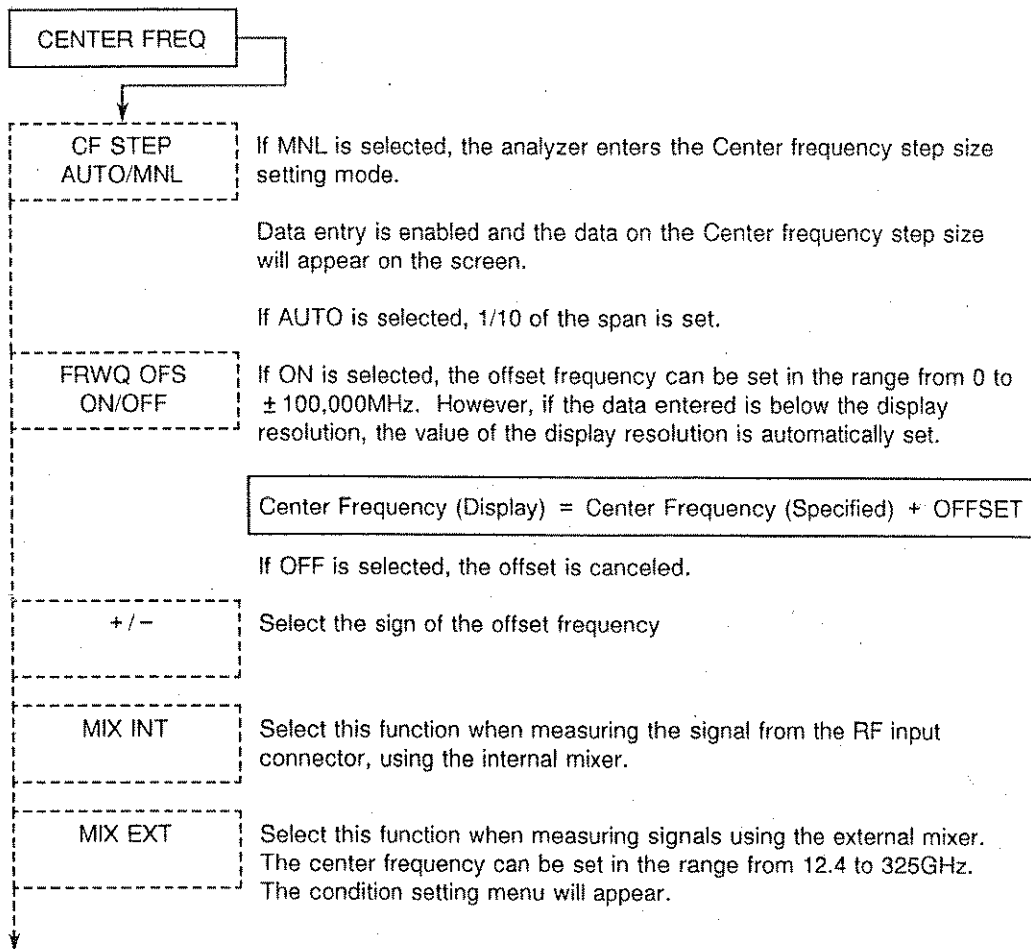 CENTER FREQ
CF STEP
AUTO/MNL
If MNL is selected, the analyzer enters the Center frequency step size
setting mode.
Data entry is enabled and the data on the Center frequency step size
will appear on the screen.
If AUTO is selected, 1/10 of the span is set.
FRWQ OFS
ON/OFF
If ON is selected, the offset frequency can be set in the range from 0 to
±100,000MHz. However, if the data entered is below the display
resolution, the value of the display resolution is automatically set.
Center Frequency (Display) = Center Frequency (Specified) + OFFSET
If OFF is selected, the offset is canceled.
+/−
Select the sign of the offset frequency
MIX INT
Select this function when measuring the signal from the RF input
connector, using the internal mixer.
MIX EXT
Select this function when measuring signals using the external mixer.
The center frequency can be set in the range from 12.4 to 325GHz.
The condition setting menu will appear.